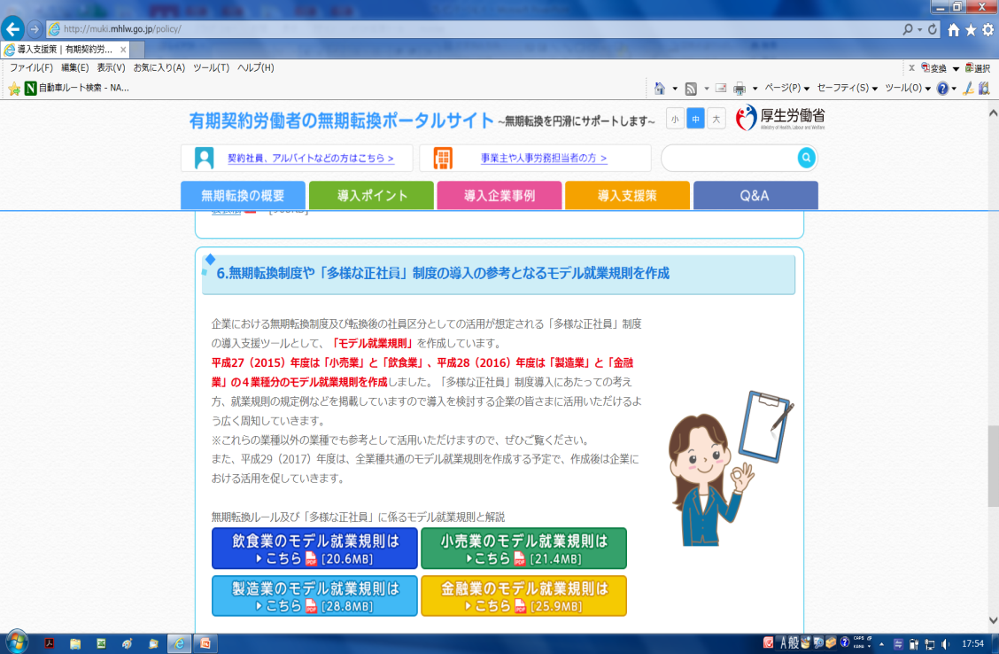 http://muki.mhlw.go.jp/policy/
導入支援策 | 有期契約労... ×
ファイル(F) 編集(E) 表示(V) お気に入り(A) ツール(T) ヘルプ(H)
x 変換 ▼ 選択
N 自動車ルート検索 - NA...
ページ(P) ▼ セーフティ(S) ▼ ツール(O) ▼
有期契約労働者の無期転換ポータルサイト ~無期転換を円滑にサポートします~
小 中 大
厚生労働省
Ministry of Health, Labour and Welfare
契約社員、アルバイトなどの方はこちら >
事業主や人事労務担当者の方 >
無期転換の概要 導入ポイント 導入企業事例 導入支援策 Q&A
6.無期転換制度や「多様な正社員」制度の導入の参考となるモデル就業規則を作成
企業における無期転換制度及び転換後の社員区分としての活用が想定される「多様な正社員」制度
の導入支援ツールとして、「モデル就業規則」を作成しています。
平成27（2015）年度は「小売業」と「飲食業」、平成28（2016）年度は「製造業」と「金融
業」の４業種分のモデル就業規則を作成しました。「多様な正社員」制度導入にあたっての考え
方、就業規則の規定例などを掲載していますので導入を検討する企業の皆さまに活用いただけるよ
う広く周知していきます。
※これらの業種以外の業種でも参考として活用いただけますので、ぜひご覧ください。
また、平成29（2017）年度は、全業種共通のモデル就業規則を作成する予定で、作成後は企業に
おける活用を促していきます。
無期転換ルール及び「多様な正社員」に係るモデル就業規則と解説
飲食業のモデル就業規則は
こちら PDF [20.6MB]
小売業のモデル就業規則は
こちら PDF [21.4MB]
製造業のモデル就業規則は
こちら PDF [28.8MB]
金融業のモデル就業規則は
こちら PDF [25.9MB]
A 般 CAPS KANA 17:54